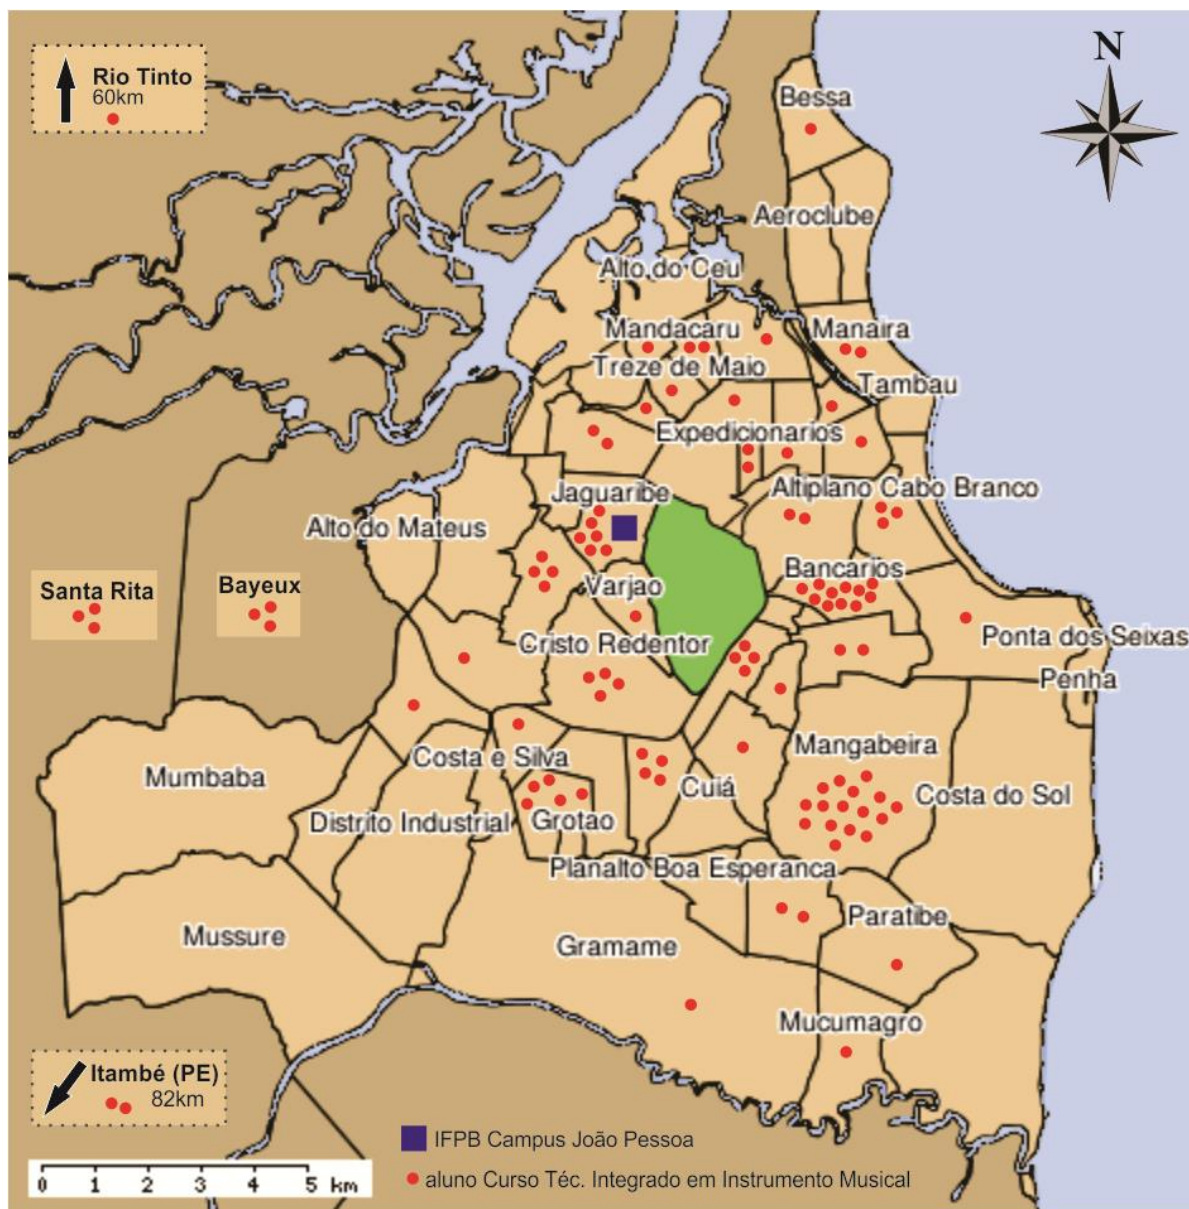 N
Rio Tinto
60km
Bessa
Aeroclube
Alto do Ceu
Mandacaru
Manaira
Treze de Maio
Tambau
Expedicionarios
Jaguaribe
Altiplano Cabo Branco
Alto do Mateus
Bancários
Varjao
Santa Rita
Bayeux
Cristo Redentor
Ponta dos Seixas
Penha
Mangabeira
Costa e Silva
Mumbaba
Cuiá
Costa do Sol
Distrito Industrial
Grotao
Planalto Boa Esperanca
Paratibe
Mussure
Gramame
Mucumagro
Itambé (PE)
82km
IFPB Campus João Pessoa
aluno Curso Téc. Integrado em Instrumento Musical
0 1 2 3 4 5 km